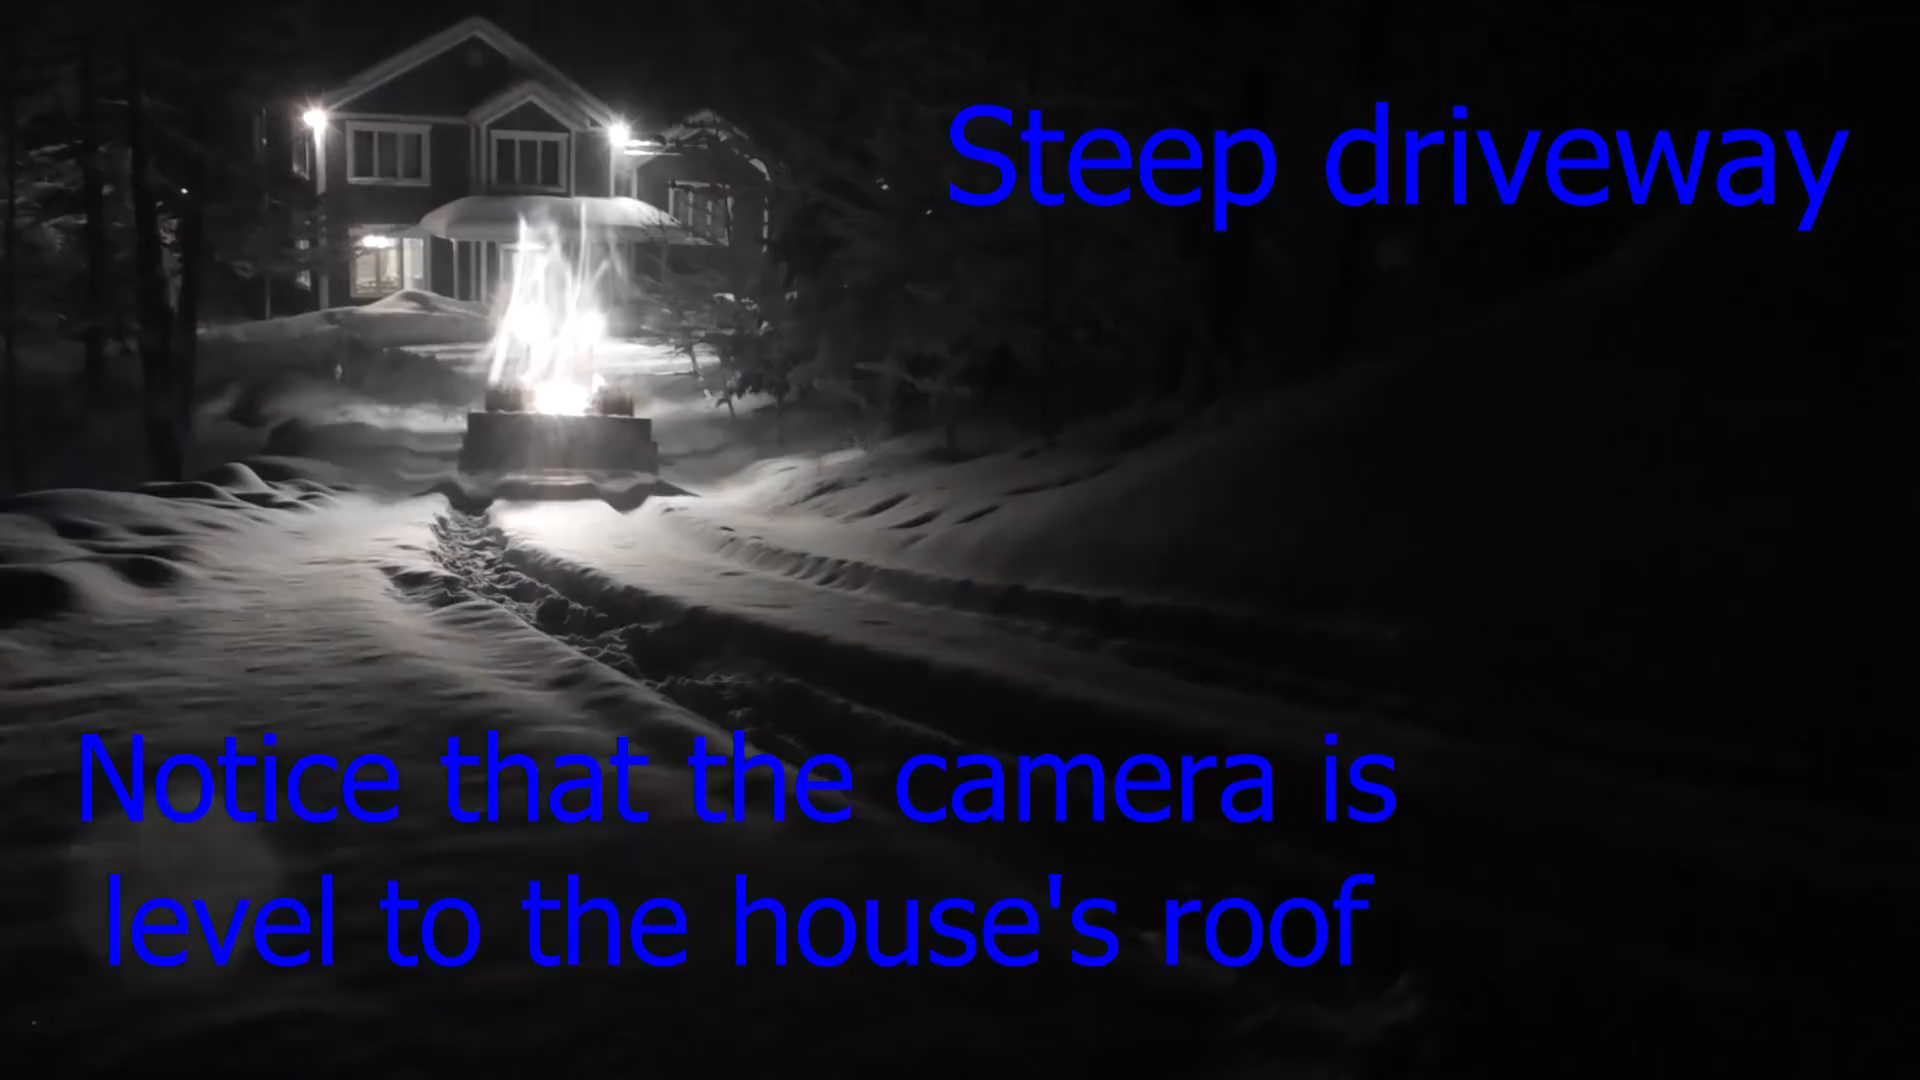 Steep driveway
Notice that the camera is
level to the house's roof